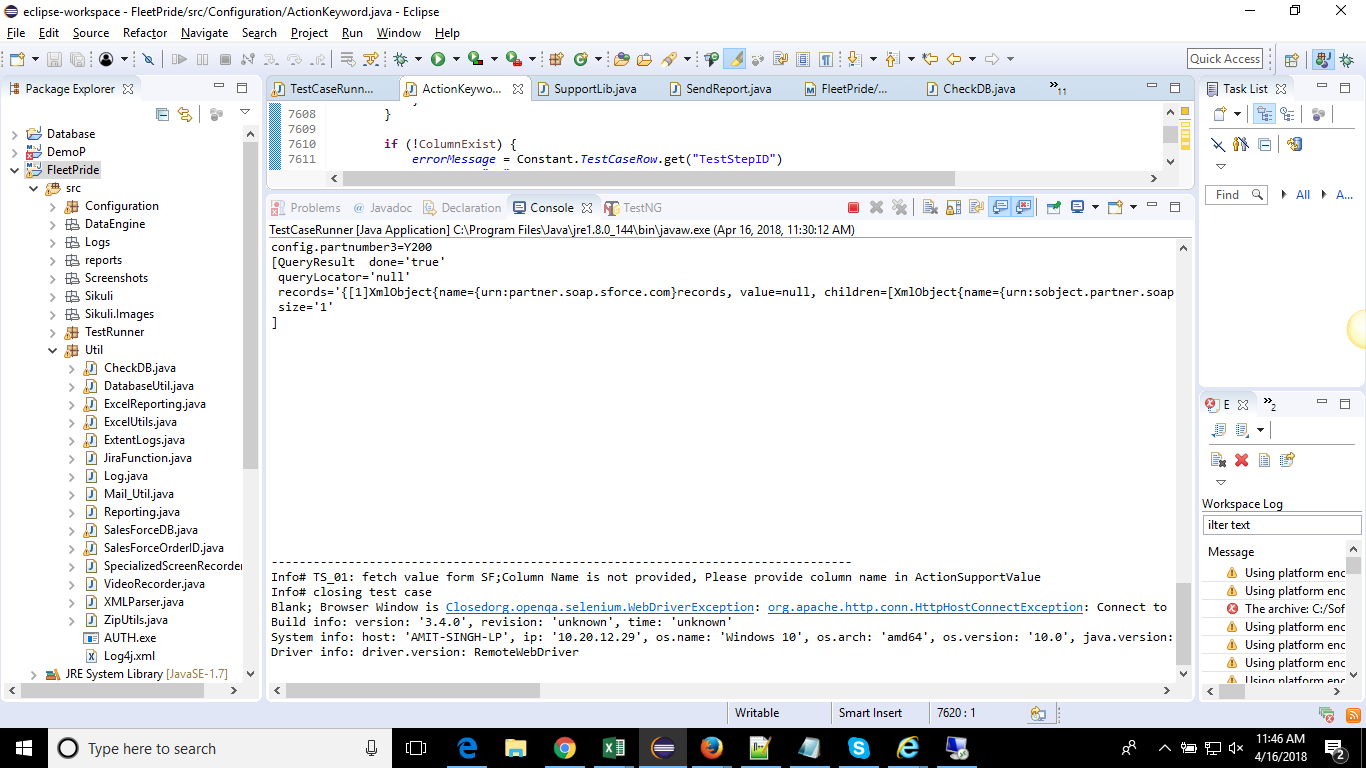 eclipse-workspace - FleetPride/src/Configuration/ActionKeyword.java - Eclipse
File Edit Source Refactor Navigate Search Project Run Window Help
Quick Access
Package Explorer
Database
DemoP
FleetPride
src
Configuration
DataEngine
Logs
reports
Screenshots
Sikuli
Sikuli.Images
TestRunner
Util
CheckDB.java
DatabaseUtil.java
ExcelReporting.java
ExcelUtils.java
ExtentLogs.java
JiraFunction.java
Log.java
Mail_Util.java
Reporting.java
SalesForceDB.java
SalesForceOrderID.java
SpecializedScreenRecorder
VideoRecorder.java
XMLParser.java
ZipUtils.java
AUTH.exe
Log4j.xml
JRE System Library [JavaSE-1.7]
TestCaseRunn... ActionKeywo... SupportLib.java SendReport.java FleetPride/... CheckDB.java »11
7608 }
7609
7610 if (!ColumnExist) {
7611 errorMessage = Constant.TestCaseRow.get("TestStepID")
Problems @ Javadoc Declaration Console TestNG
TestCaseRunner [Java Application] C:\Program Files\Java\jre1.8.0_144\bin\javaw.exe (Apr 16, 2018, 11:30:12 AM)
config.partnumber3=Y200
[QueryResult done='true'
queryLocator='null'
records='{[1]XmlObject{name={urn:partner.soap.sforce.com}records, value=null, children=[XmlObject{name={urn:sobject.partner.soap
size='1'
]
--------------------------------------------------------------------------------
Info# TS_01: fetch value form SF;Column Name is not provided, Please provide column name in ActionSupportValue
Info# closing test case
Blank; Browser Window is Closedorg.openqa.selenium.WebDriverException: org.apache.http.conn.HttpHostConnectException: Connect to
Build info: version: '3.4.0', revision: 'unknown', time: 'unknown'
System info: host: 'AMIT-SINGH-LP', ip: '10.20.12.29', os.name: 'Windows 10', os.arch: 'amd64', os.version: '10.0', java.version:
Driver info: driver.version: RemoteWebDriver
Task List
Find All A...
E »2
Workspace Log
ilter text
Message
Using platform enc
Using platform enc
The archive: C:/Sof
Using platform enc
Using platform enc
Using platform enc
Using platform enc
Writable Smart Insert 7620 : 1
Type here to search
11:46 AM
4/16/2018
2